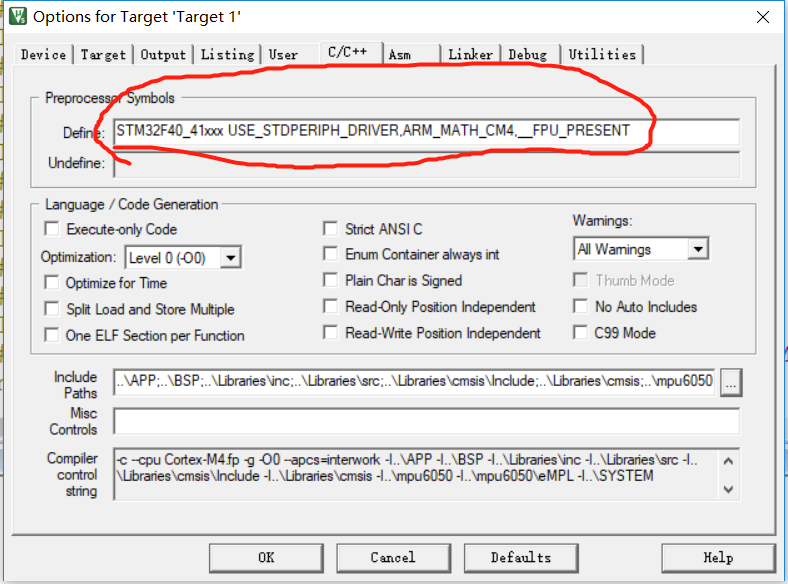 Options for Target 'Target 1'
Device Target Output Listing User C/C++ Asm Linker Debug Utilities
Preprocessor Symbols
Define: STM32F40_41xxx USE_STDPERIPH_DRIVER,ARM_MATH_CM4,__FPU_PRESENT
Undefine:
Language / Code Generation
Execute-only Code
Strict ANSI C
Warnings:
Optimization: Level 0 (-O0)
Enum Container always int
All Warnings
Optimize for Time
Plain Char is Signed
Thumb Mode
Split Load and Store Multiple
Read-Only Position Independent
No Auto Includes
One ELF Section per Function
Read-Write Position Independent
C99 Mode
Include Paths
..\APP;..\BSP;..\Libraries\inc;..\Libraries\src;..\Libraries\cmsis\Include;..\Libraries\cmsis;..\mpu6050
...
Misc Controls
Compiler control string
-c --cpu Cortex-M4.fp -g -O0 --apcs=interwork -I..\APP -I..\BSP -I..\Libraries\inc -I..\Libraries\src -I..
\Libraries\cmsis\Include -I..\Libraries\cmsis -I..\mpu6050 -I..\mpu6050\eMPL -I..\SYSTEM
OK Cancel Defaults Help